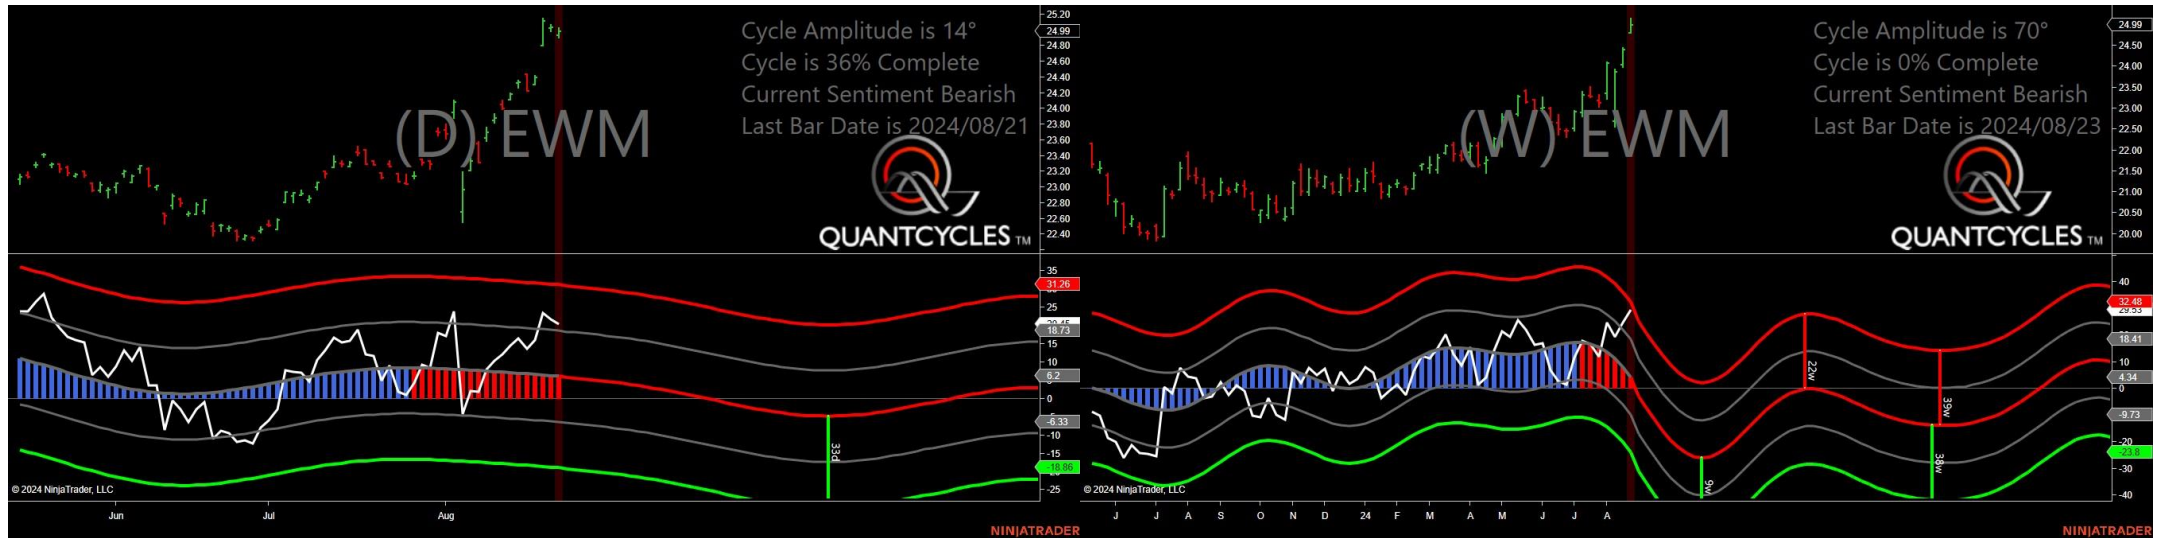 Cycle Amplitude is 14°
Cycle is 36% Complete
Current Sentiment Bearish
Last Bar Date is 2024/08/21
(D) EWM
QUANTCYCLES TM
25.20
24.99
24.80
24.60
24.40
24.20
24.00
23.80
23.60
23.40
23.20
23.00
22.80
22.60
22.40
35
31.26
25
18.73
15
10
6.2
0
-6.33
-10
-15
-18.86
-25
33d
© 2024 NinjaTrader, LLC
Jun
Jul
Aug
NINJATRADER
Cycle Amplitude is 70°
Cycle is 0% Complete
Current Sentiment Bearish
Last Bar Date is 2024/08/23
(W) EWM
QUANTCYCLES TM
24.99
24.50
24.00
23.50
23.00
22.50
22.00
21.50
21.00
20.50
20.00
40
32.48
29.53
18.41
10
4.34
0
-9.73
-20
-23.8
-30
-40
22w
39w
38w
9w
© 2024 NinjaTrader, LLC
J J A S O N D 24 F M A M J J A
NINJATRADER